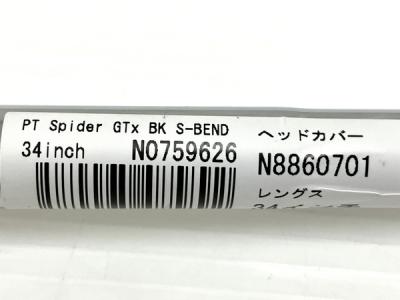 PT Spider GTx BK S-BEND
34inch N0759626
ヘッドカバー
N8860701
レングス